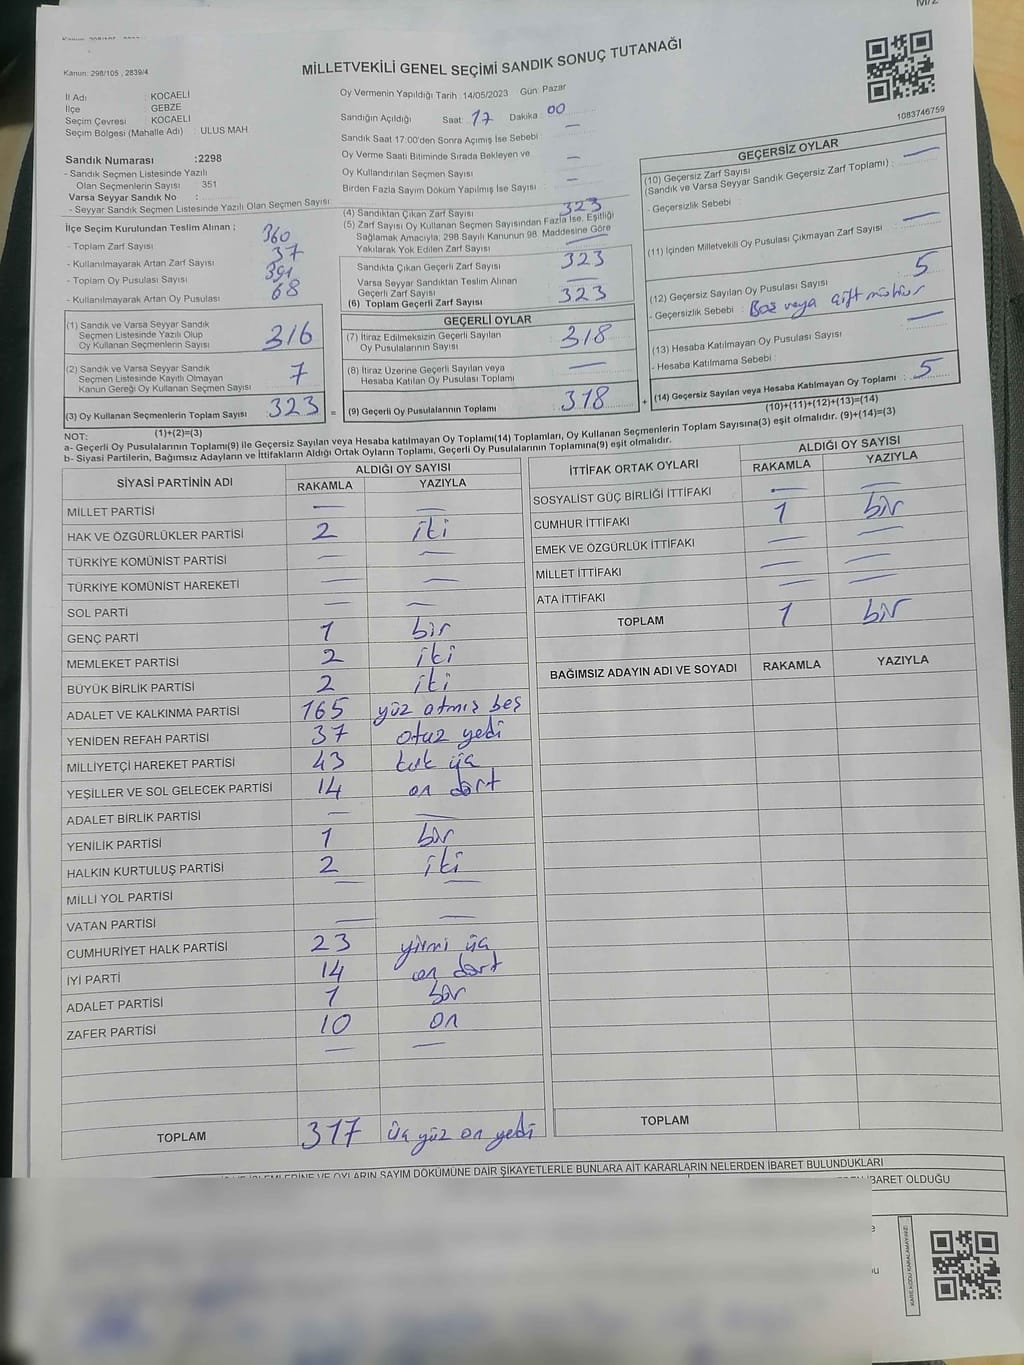 MİLLETVEKİLİ GENEL SEÇİMİ SANDIK SONUÇ TUTANAĞI
Kanun: 298/105 , 2839/4
1083746759
İl Adı : KOCAELİ
İlçe : GEBZE
Seçim Çevresi : KOCAELİ
Seçim Bölgesi (Mahalle Adı) : ULUS MAH
Sandık Numarası :2298
- Sandık Seçmen Listesinde Yazılı
Olan Seçmenlerin Sayısı : 351
Varsa Seyyar Sandık No :
- Seyyar Sandık Seçmen Listesinde Yazılı Olan Seçmen Sayısı:
İlçe Seçim Kurulundan Teslim Alınan ;
- Toplam Zarf Sayısı 360
- Kullanılmayarak Artan Zarf Sayısı 37
- Toplam Oy Pusulası Sayısı 391
- Kullanılmayarak Artan Oy Pusulası 68
(1) Sandık ve Varsa Seyyar Sandık
Seçmen Listesinde Yazılı Olup
Oy Kullanan Seçmenlerin Sayısı 316
(2) Sandık ve Varsa Seyyar Sandık
Seçmen Listesinde Kayıtlı Olmayan
Kanun Gereği Oy Kullanan Seçmen Sayısı 7
(3) Oy Kullanan Seçmenlerin Toplam Sayısı 323 =
(1)+(2)=(3)
Oy Vermenin Yapıldığı Tarih : 14/05/2023 Gün: Pazar
Sandığın Açıldığı Saat: 17 Dakika : 00
Sandık Saat 17:00'den Sonra Açımış İse Sebebi : —
Oy Verme Saati Bitiminde Sırada Bekleyen ve
Oy Kullandırılan Seçmen Sayısı : —
Birden Fazla Sayım Döküm Yapılmış İse Sayısı : —
(4) Sandıktan Çıkan Zarf Sayısı 323
(5) Zarf Sayısı Oy Kullanan Seçmen Sayısından Fazla İse, Eşitliği
Sağlamak Amacıyla, 298 Sayılı Kanunun 98. Maddesine Göre
Yakılarak Yok Edilen Zarf Sayısı —
Sandıkta Çıkan Geçerli Zarf Sayısı 323
Varsa Seyyar Sandıktan Teslim Alınan
Geçerli Zarf Sayısı —
(6) Toplam Geçerli Zarf Sayısı 323
GEÇERLİ OYLAR
(7) İtiraz Edilmeksizin Geçerli Sayılan
Oy Pusulalarının Sayısı 318
(8) İtiraz Üzerine Geçerli Sayılan veya
Hesaba Katılan Oy Pusulası Toplamı —
(9) Geçerli Oy Pusulalarının Toplamı 318 +
GEÇERSİZ OYLAR
(10) Geçersiz Zarf Sayısı
(Sandık ve Varsa Seyyar Sandık Geçersiz Zarf Toplamı) : —
- Geçersizlik Sebebi :
(11) İçinden Milletvekili Oy Pusulası Çıkmayan Zarf Sayısı : —
(12) Geçersiz Sayılan Oy Pusulası Sayısı : 5
- Geçersizlik Sebebi : Boş veya çift mühür
(13) Hesaba Katılmayan Oy Pusulası Sayısı —
- Hesaba Katılmama Sebebi :
(14) Geçersiz Sayılan veya Hesaba Katılmayan Oy Toplamı : 5
(10)+(11)+(12)+(13)=(14)
NOT:
a- Geçerli Oy Pusulalarının Toplamı(9) ile Geçersiz Sayılan veya Hesaba katılmayan Oy Toplamı(14) Toplamları, Oy Kullanan Seçmenlerin Toplam Sayısına(3) eşit olmalıdır. (9)+(14)=(3)
b- Siyasi Partilerin, Bağımsız Adayların ve İttifakların Aldığı Ortak Oyların Toplamı, Geçerli Oy Pusulalarının Toplamına(9) eşit olmalıdır.
SİYASİ PARTİNİN ADI ALDIĞI OY SAYISI
RAKAMLA YAZIYLA
MİLLET PARTİSİ — —
HAK VE ÖZGÜRLÜKLER PARTİSİ 2 iki
TÜRKİYE KOMÜNİST PARTİSİ — —
TÜRKİYE KOMÜNİST HAREKETİ — —
SOL PARTİ — —
GENÇ PARTİ 1 bir
MEMLEKET PARTİSİ 2 iki
BÜYÜK BİRLİK PARTİSİ 2 iki
ADALET VE KALKINMA PARTİSİ 165 yüz atmış beş
YENİDEN REFAH PARTİSİ 37 otuz yedi
MİLLİYETÇİ HAREKET PARTİSİ 43 kırk üç
YEŞİLLER VE SOL GELECEK PARTİSİ 14 on dört
ADALET BİRLİK PARTİSİ — —
YENİLİK PARTİSİ 1 bir
HALKIN KURTULUŞ PARTİSİ 2 iki
MİLLİ YOL PARTİSİ — —
VATAN PARTİSİ — —
CUMHURİYET HALK PARTİSİ 23 yirmi üç
İYİ PARTİ 14 on dört
ADALET PARTİSİ 1 bir
ZAFER PARTİSİ 10 on
— —
TOPLAM 317 üç yüz on yedi
İTTİFAK ORTAK OYLARI ALDIĞI OY SAYISI
RAKAMLA YAZIYLA
SOSYALİST GÜÇ BİRLİĞİ İTTİFAKI — —
CUMHUR İTTİFAKI 1 bir
EMEK VE ÖZGÜRLÜK İTTİFAKI — —
MİLLET İTTİFAKI — —
ATA İTTİFAKI — —
TOPLAM 1 bir
BAĞIMSIZ ADAYIN ADI VE SOYADI RAKAMLA YAZIYLA
TOPLAM
OYLARIN SAYIM DÖKÜMÜNE DAİR ŞİKAYETLERLE BUNLARA AİT KARARLARIN NELERDEN İBARET BULUNDUKLARI
İBARET OLDUĞU
KARE KODU KARALAMAYINIZ!